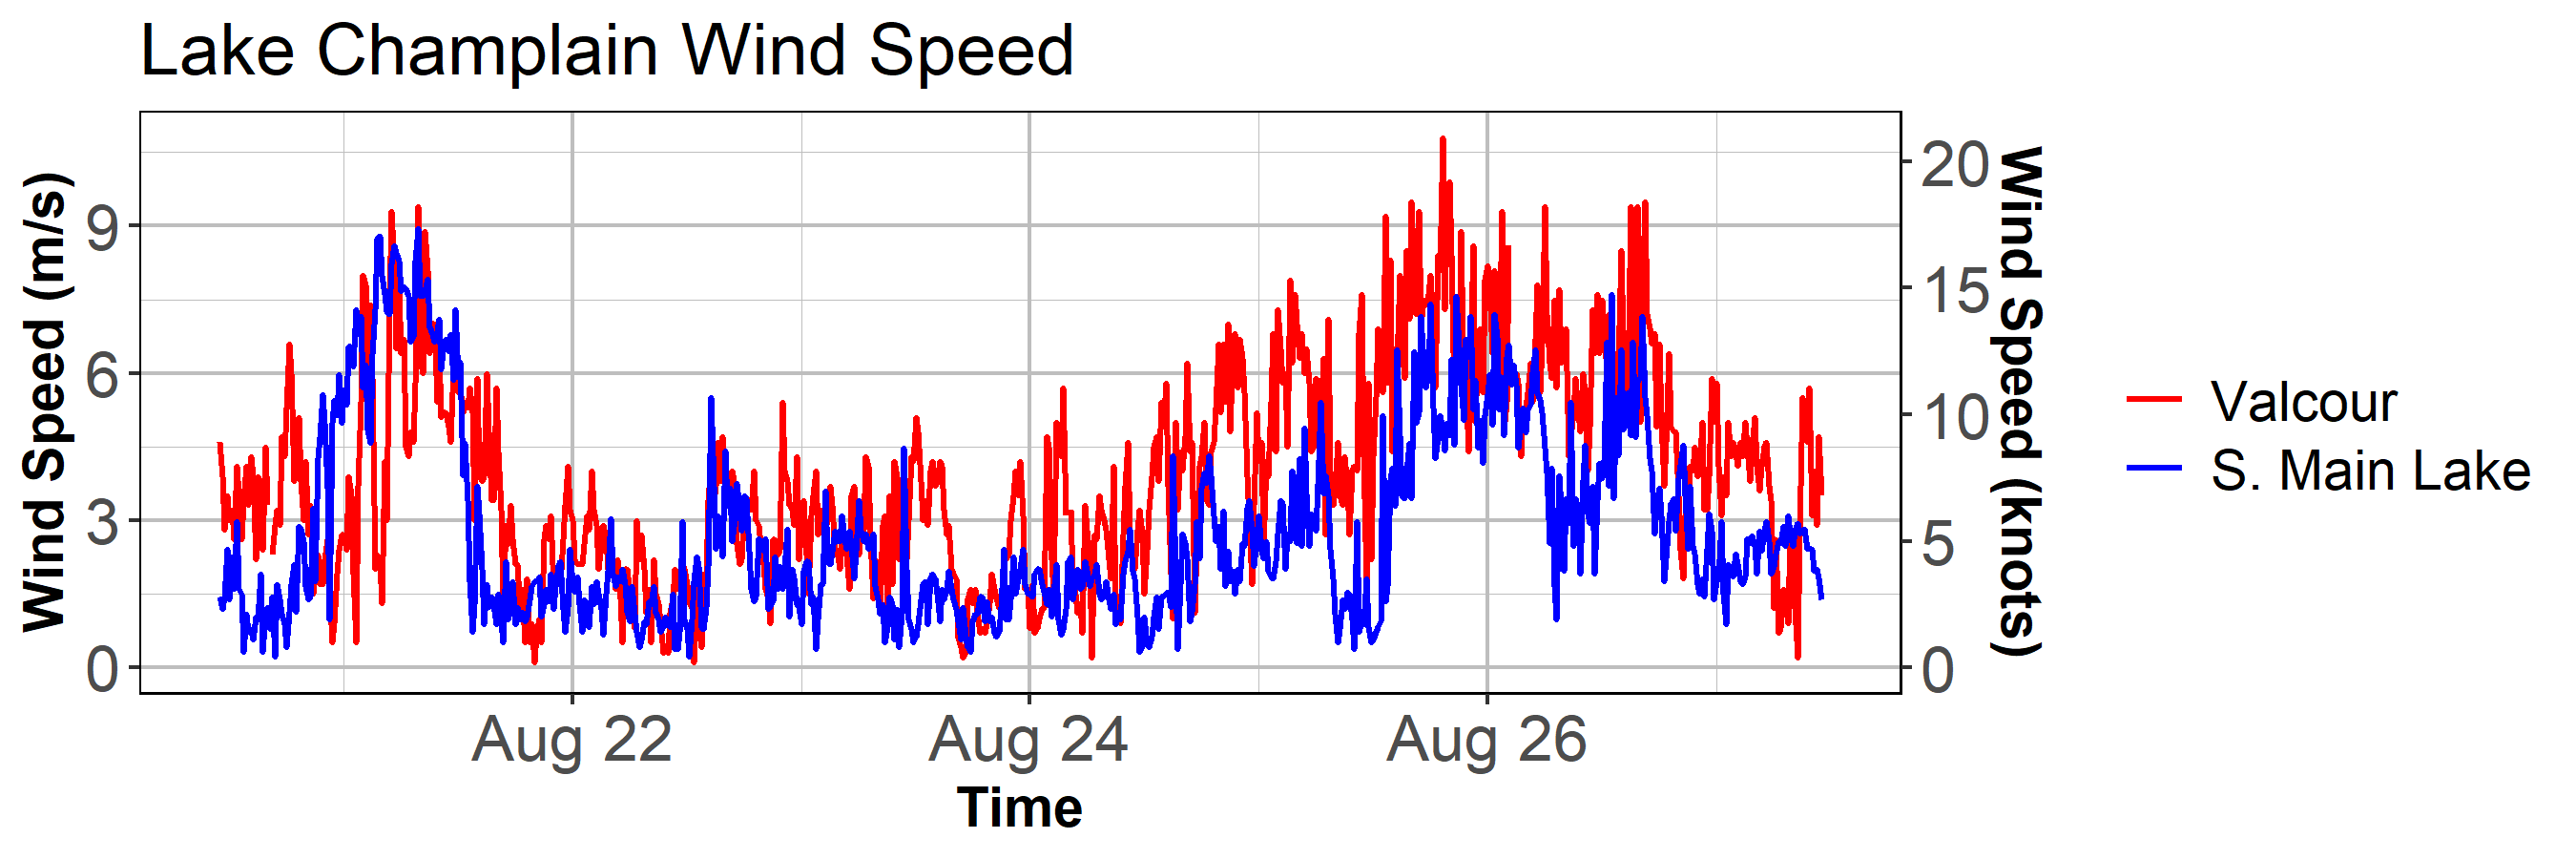 Lake Champlain Wind Speed
Wind Speed (m/s)
9
6
3
0
20
15
10
5
0
Wind Speed (knots)
Aug 22
Aug 24
Aug 26
Time
Valcour
S. Main Lake